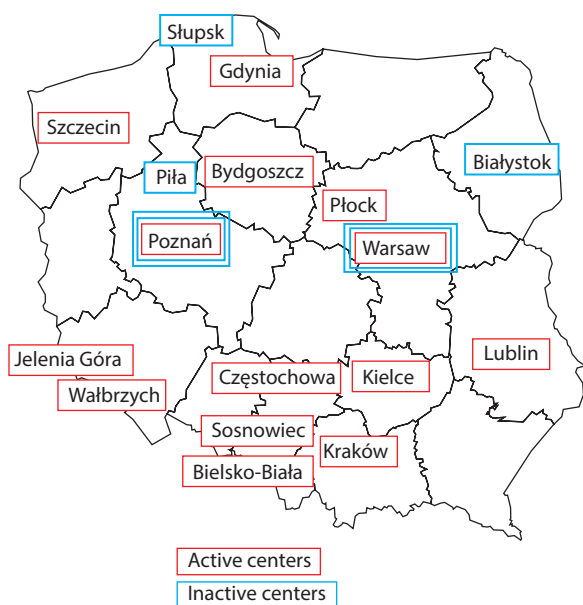 Słupsk
Gdynia
Szczecin
Białystok
Piła
Bydgoszcz
Płock
Poznań
Warsaw
Jelenia Góra
Lublin
Częstochowa
Kielce
Wałbrzych
Sosnowiec
Kraków
Bielsko-Biała
Active centers
Inactive centers